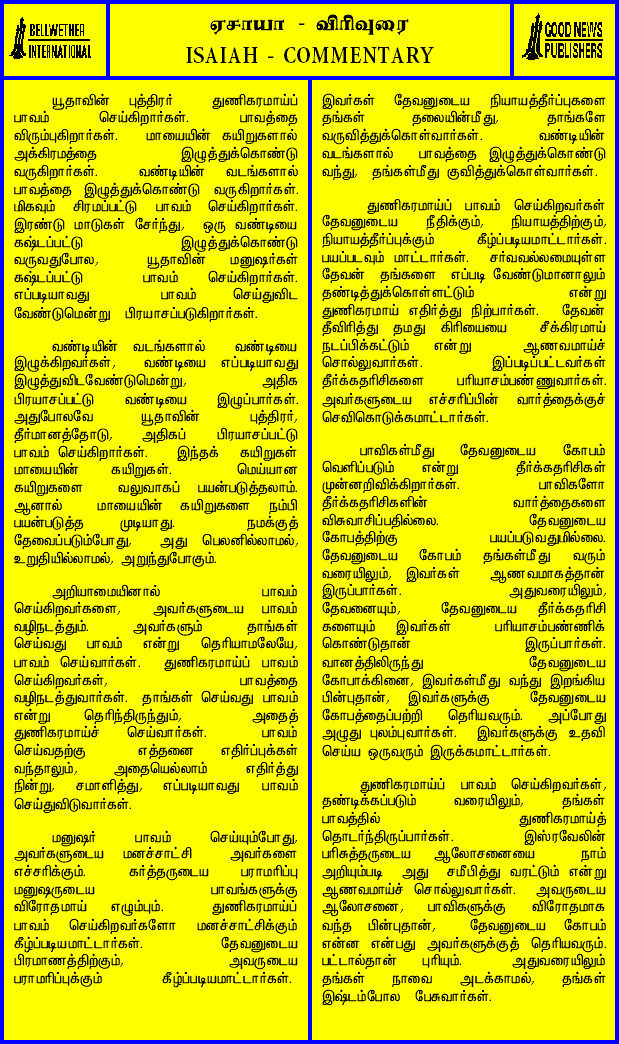 BELLWETHER
INTERNATIONAL
ஏசாயா - விரிவுரை
ISAIAH - COMMENTARY
GOOD NEWS
PUBLISHERS
யூதாவின் புத்திரர் துணிகரமாய்ப்
பாவம் செய்கிறார்கள். பாவத்தை
விரும்புகிறார்கள். மாயையின் கயிறுகளால்
அக்கிரமத்தை இழுத்துக்கொண்டு
வருகிறார்கள். வண்டியின் வடங்களால்
பாவத்தை இழுத்துக்கொண்டு வருகிறார்கள்.
மிகவும் சிரமப்பட்டு பாவம் செய்கிறார்கள்.
இரண்டு மாடுகள் சேர்ந்து, ஒரு வண்டியை
கஷ்டப்பட்டு இழுத்துக்கொண்டு
வருவதுபோல, யூதாவின் மனுஷர்கள்
கஷ்டப்பட்டு பாவம் செய்கிறார்கள்.
எப்படியாவது பாவம் செய்துவிட
வேண்டுமென்று பிரயாசப்படுகிறார்கள்.
வண்டியின் வடங்களால் வண்டியை
இழுக்கிறவர்கள், வண்டியை எப்படியாவது
இழுத்துவிடவேண்டுமென்று, அதிக
பிரயாசப்பட்டு வண்டியை இழுப்பார்கள்.
அதுபோலவே யூதாவின் புத்திரர்,
தீர்மானத்தோடு, அதிகப் பிரயாசப்பட்டு
பாவம் செய்கிறார்கள். இந்தக் கயிறுகள்
மாயையின் கயிறுகள். மெய்யான
கயிறுகளை வலுவாகப் பயன்படுத்தலாம்.
ஆனால் மாயையின் கயிறுகளை நம்பி
பயன்படுத்த முடியாது. நமக்குத்
தேவைப்படும்போது, அது பெலனில்லாமல்,
உறுதியில்லாமல், அறுந்துபோகும்.
அறியாமையினால் பாவம்
செய்கிறவர்களை, அவர்களுடைய பாவம்
வழிநடத்தும். அவர்களும் தாங்கள்
செய்வது பாவம் என்று தெரியாமலேயே,
பாவம் செய்வார்கள். துணிகரமாய்ப் பாவம்
செய்கிறவர்கள், பாவத்தை
வழிநடத்துவார்கள். தாங்கள் செய்வது பாவம்
என்று தெரிந்திருந்தும், அதைத்
துணிகரமாய்ச் செய்வார்கள். பாவம்
செய்வதற்கு எத்தனை எதிர்ப்புக்கள்
வந்தாலும், அதையெல்லாம் எதிர்த்து
நின்று, சமாளித்து, எப்படியாவது பாவம்
செய்துவிடுவார்கள்.
மனுஷர் பாவம் செய்யும்போது,
அவர்களுடைய மனச்சாட்சி அவர்களை
எச்சரிக்கும். கர்த்தருடைய பராமரிப்பு
மனுஷருடைய பாவங்களுக்கு
விரோதமாய் எழும்பும். துணிகரமாய்ப்
பாவம் செய்கிறவர்களோ மனச்சாட்சிக்கும்
கீழ்ப்படியமாட்டார்கள். தேவனுடைய
பிரமாணத்திற்கும், அவருடைய
பராமரிப்புக்கும் கீழ்ப்படியமாட்டார்கள்.
இவர்கள் தேவனுடைய நியாயத்தீர்ப்புகளை
தங்கள் தலையின்மீது, தாங்களே
வருவித்துக்கொள்வார்கள். வண்டியின்
வடங்களால் பாவத்தை இழுத்துக்கொண்டு
வந்து, தங்கள்மீது குவித்துக்கொள்வார்கள்.
துணிகரமாய்ப் பாவம் செய்கிறவர்கள்
தேவனுடைய நீதிக்கும், நியாயத்திற்கும்,
நியாயத்தீர்ப்புக்கும் கீழ்ப்படியமாட்டார்கள்.
பயப்படவும் மாட்டார்கள். சர்வவல்லமையுள்ள
தேவன் தங்களை எப்படி வேண்டுமானாலும்
தண்டித்துக்கொள்ளட்டும் என்று
துணிகரமாய் எதிர்த்து நிற்பார்கள். தேவன்
தீவிரித்து தமது கிரியையை சீக்கிரமாய்
நடப்பிக்கட்டும் என்று ஆணவமாய்ச்
சொல்லுவார்கள். இப்படிப்பட்டவர்கள்
தீர்க்கதரிசிகளை பரியாசம்பண்ணுவார்கள்.
அவர்களுடைய எச்சரிப்பின் வார்த்தைக்குச்
செவிகொடுக்கமாட்டார்கள்.
பாவிகள்மீது தேவனுடைய கோபம்
வெளிப்படும் என்று தீர்க்கதரிசிகள்
முன்னறிவிக்கிறார்கள். பாவிகளோ
தீர்க்கதரிசிகளின் வார்த்தைகளை
விசுவாசிப்பதில்லை. தேவனுடைய
கோபத்திற்கு பயப்படுவதுமில்லை.
தேவனுடைய கோபம் தங்கள்மீது வரும்
வரையிலும், இவர்கள் ஆணவமாகத்தான்
இருப்பார்கள். அதுவரையிலும்,
தேவனையும், தேவனுடைய தீர்க்கதரிசி
களையும் இவர்கள் பரியாசம்பண்ணிக்
கொண்டுதான் இருப்பார்கள்.
வானத்திலிருந்து தேவனுடைய
கோபாக்கினை, இவர்கள்மீது வந்து இறங்கிய
பின்புதான், இவர்களுக்கு தேவனுடைய
கோபத்தைப்பற்றி தெரியவரும். அப்போது
அழுது புலம்புவார்கள். இவர்களுக்கு உதவி
செய்ய ஒருவரும் இருக்கமாட்டார்கள்.
துணிகரமாய்ப் பாவம் செய்கிறவர்கள்,
தண்டிக்கப்படும் வரையிலும், தங்கள்
பாவத்தில் துணிகரமாய்த்
தொடர்ந்திருப்பார்கள். இஸ்ரவேலின்
பரிசுத்தருடைய ஆலோசனையை நாம்
அறியும்படி அது சமீபித்து வரட்டும் என்று
ஆணவமாய்ச் சொல்லுவார்கள். அவருடைய
ஆலோசனை, பாவிகளுக்கு விரோதமாக
வந்த பின்புதான், தேவனுடைய கோபம்
என்ன என்பது அவர்களுக்குத் தெரியவரும்.
பட்டால்தான் புரியும். அதுவரையிலும்
தங்கள் நாவை அடக்காமல், தங்கள்
இஷ்டம்போல பேசுவார்கள்.